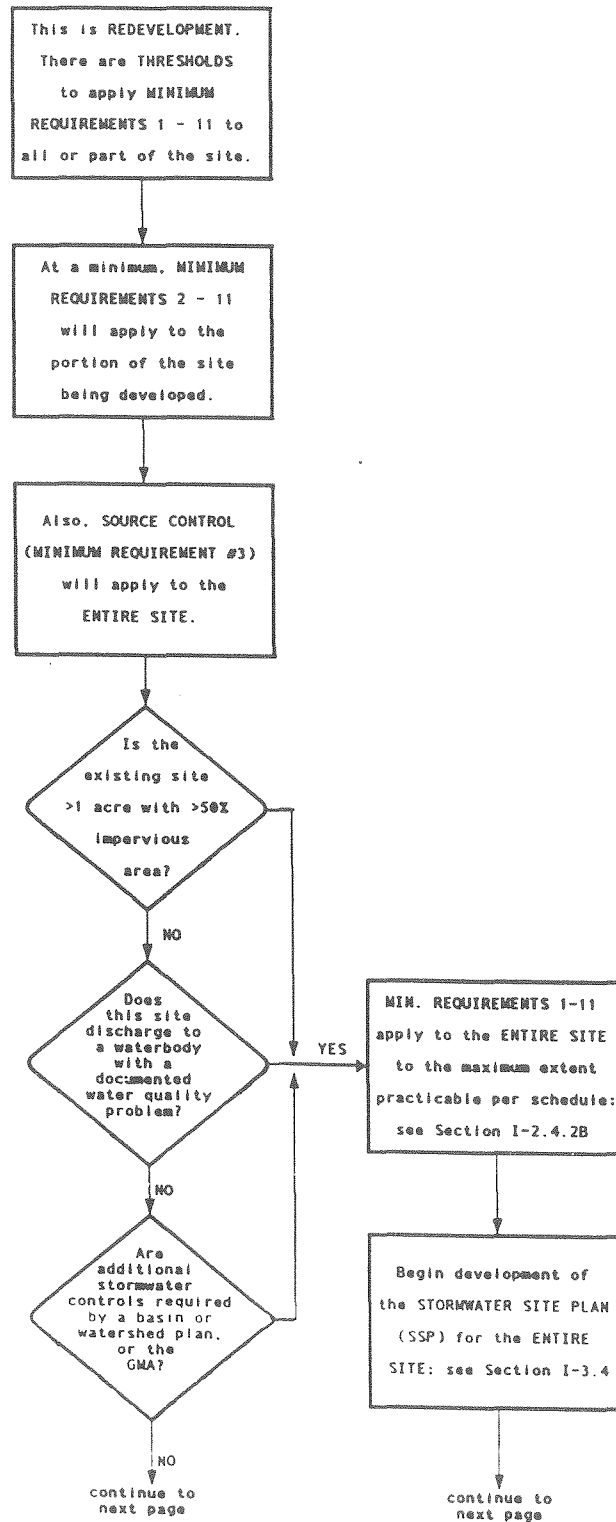 This is REDEVELOPMENT.
There are THRESHOLDS
to apply MINIMUM
REQUIREMENTS 1 - 11 to
all or part of the site.
At a minimum, MINIMUM
REQUIREMENTS 2 - 11
will apply to the
portion of the site
being developed.
Also, SOURCE CONTROL
(MINIMUM REQUIREMENT #3)
will apply to the
ENTIRE SITE.
Is the
existing site
>1 acre with >50%
impervious
area?
NO
Does
this site
discharge to
a waterbody
with a
documented
water quality
problem?
YES
MIN. REQUIREMENTS 1-11
apply to the ENTIRE SITE
to the maximum extent
practicable per schedule:
see Section I-2.4.2B
NO
Are
additional
stormwater
controls required
by a basin or
watershed plan,
or the
GMA?
Begin development of
the STORMWATER SITE PLAN
(SSP) for the ENTIRE
SITE: see Section I-3.4
NO
continue to
next page
continue to
next page